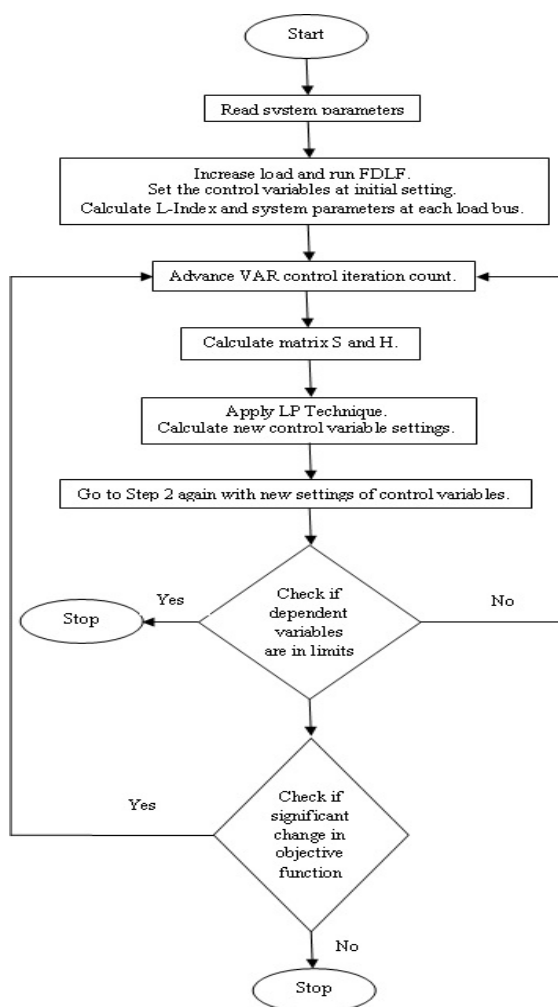 Start
Read system parameters
Increase load and run FDLF.
Set the control variables at initial setting.
Calculate L-Index and system parameters at each load bus.
Advance VAR control iteration count.
Calculate matrix S and H.
Apply LP Technique.
Calculate new control variable settings.
Go to Step 2 again with new settings of control variables.
Check if
dependent
variables
are in limits
Yes
No
Stop
Check if
significant
change in
objective
function
Yes
No
Stop